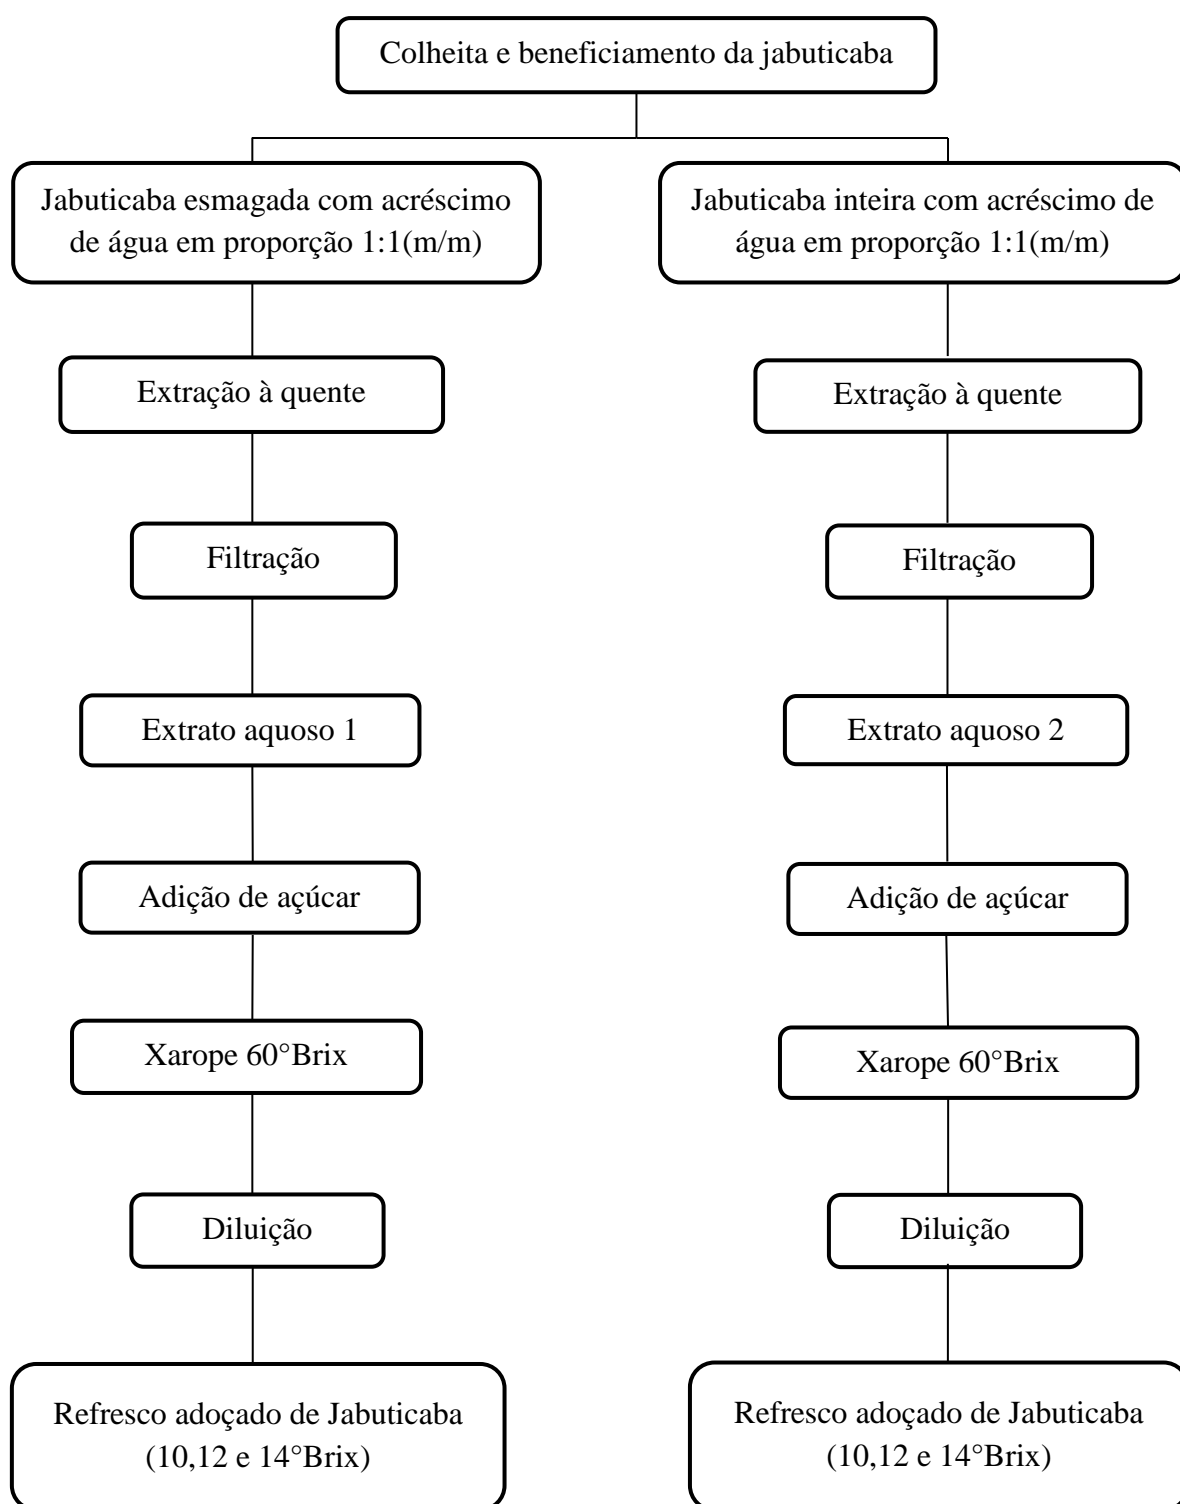 Colheita e beneficiamento da jabuticaba
Jabuticaba esmagada com acréscimo
de água em proporção 1:1(m/m)
Extração à quente
Filtração
Extrato aquoso 1
Adição de açúcar
Xarope 60°Brix
Diluição
Refresco adoçado de Jabuticaba
(10,12 e 14°Brix)
Jabuticaba inteira com acréscimo de
água em proporção 1:1(m/m)
Extração à quente
Filtração
Extrato aquoso 2
Adição de açúcar
Xarope 60°Brix
Diluição
Refresco adoçado de Jabuticaba
(10,12 e 14°Brix)